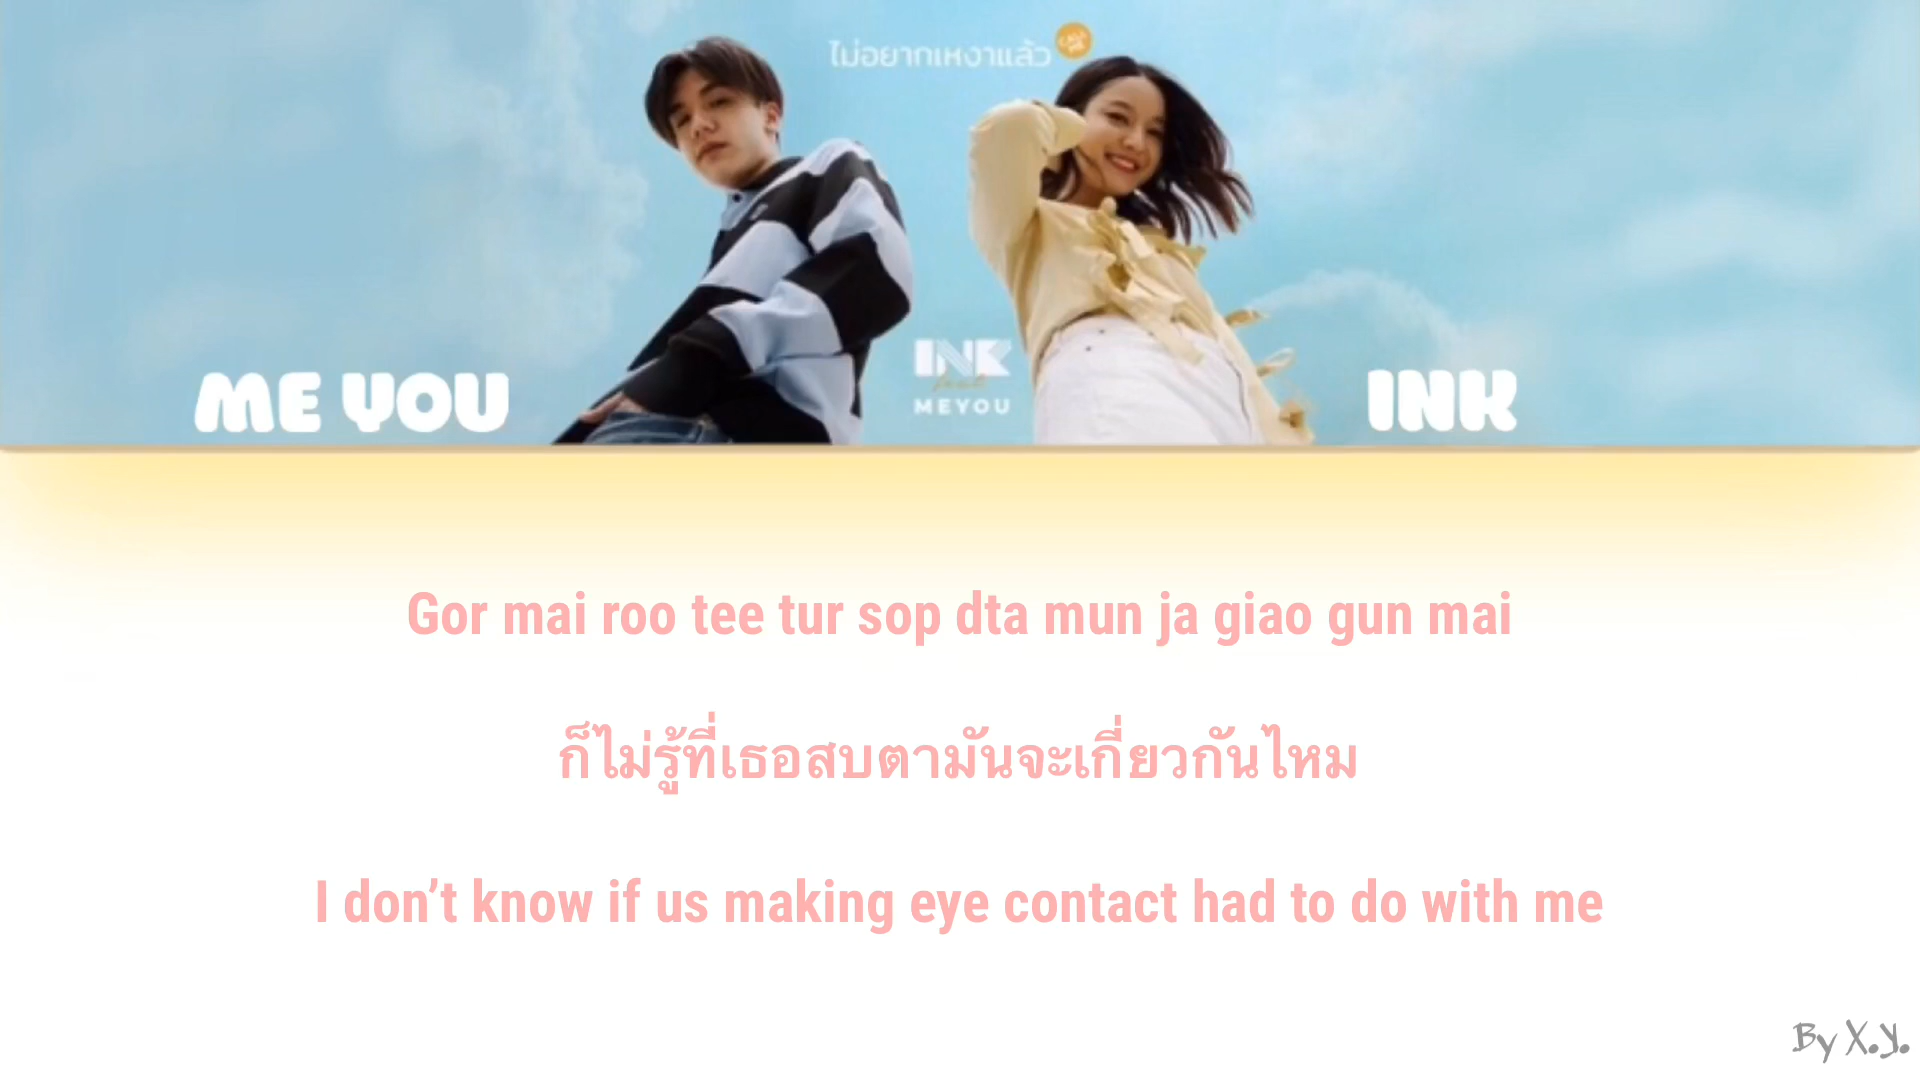 ไม่อยากเหงาแล้ว
CALL ME
INK
feat
MEYOU
ME YOU
INK
Gor mai roo tee tur sop dta mun ja giao gun mai
ก็ไม่รู้ที่เธอสบตามันจะเกี่ยวกันไหม
I don’t know if us making eye contact had to do with me
By X.Y.